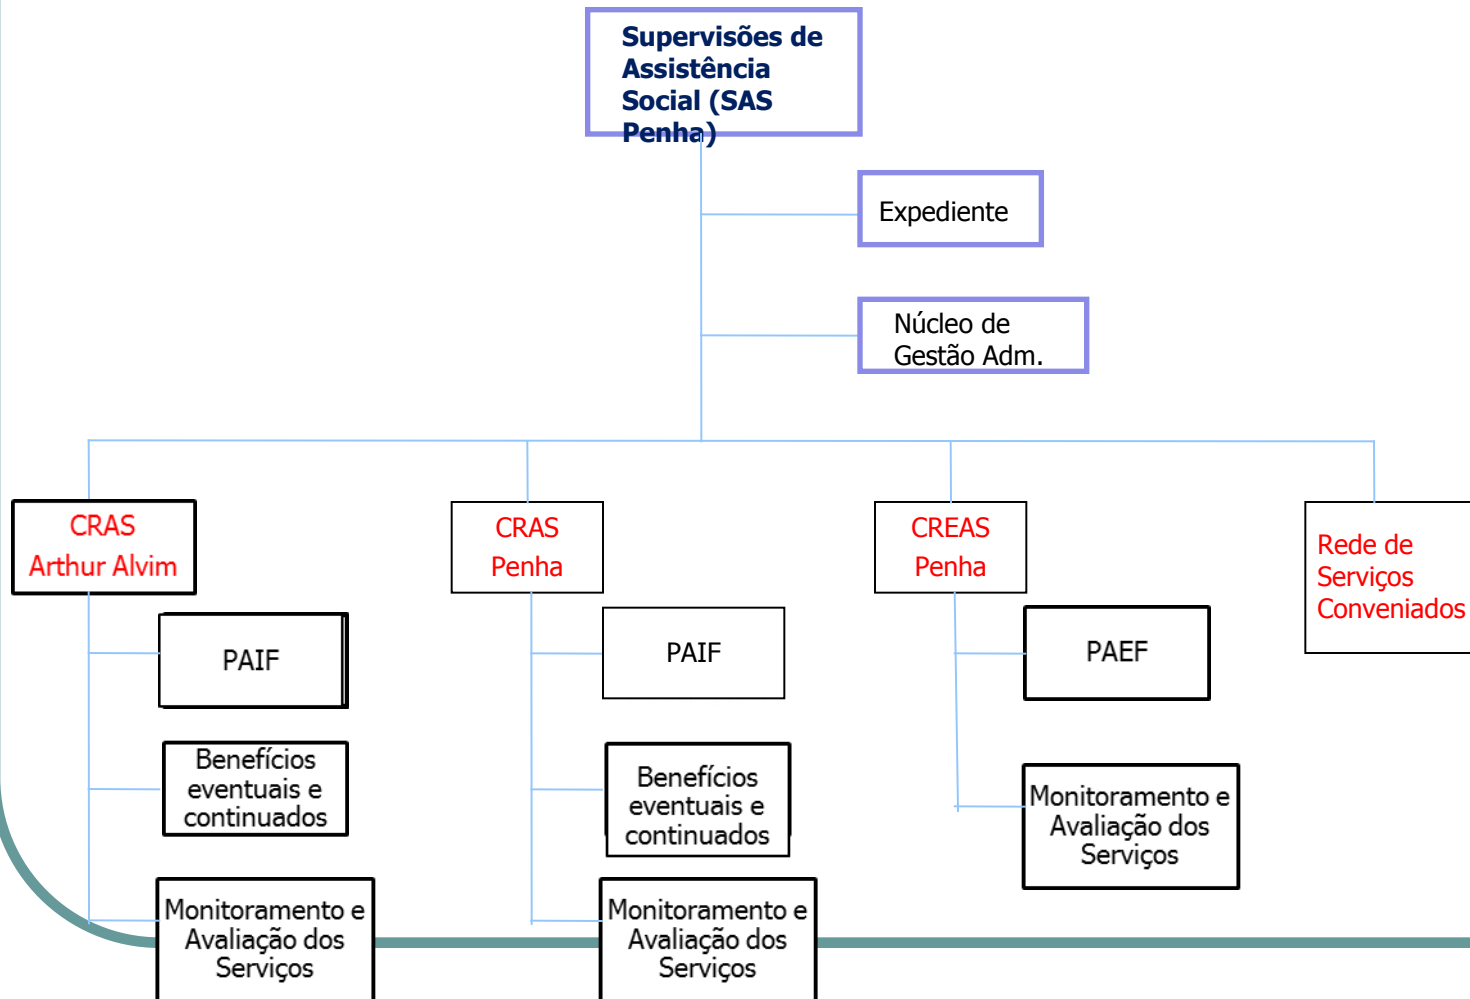 Supervisões de
Assistência
Social (SAS
Penha)
Expediente
Núcleo de
Gestão Adm.
CRAS
Arthur Alvim
CRAS
Penha
CREAS
Penha
Rede de
Serviços
Conveniados
PAIF
PAIF
PAEF
Benefícios
eventuais e
continuados
Benefícios
eventuais e
continuados
Monitoramento e
Avaliação dos
Serviços
Monitoramento e
Avaliação dos
Serviços
Monitoramento e
Avaliação dos
Serviços